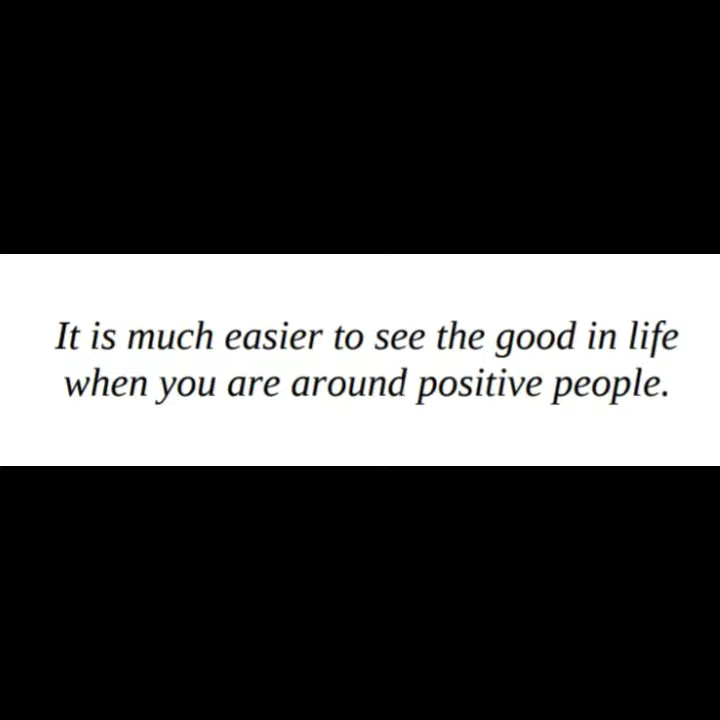 It is much easier to see the good in life
when you are around positive people.